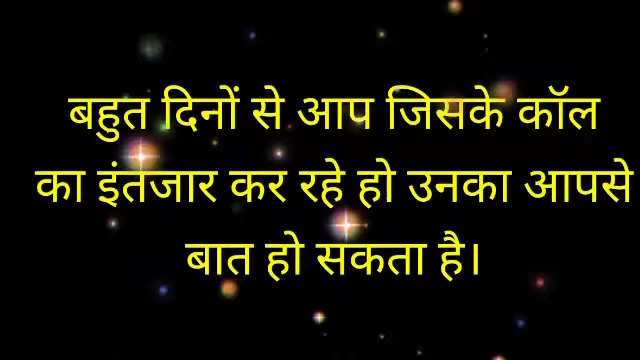 बहुत दिनों से आप जिसके कॉल
का इंतजार कर रहे हो उनका आपसे
बात हो सकता है।